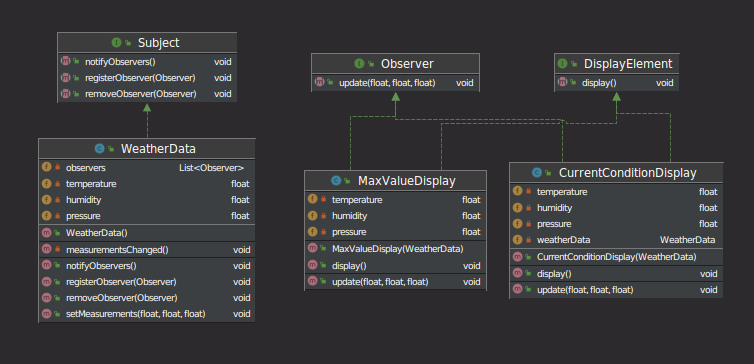 Subject
notifyObservers() void
registerObserver(Observer) void
removeObserver(Observer) void
Observer
update(float, float, float) void
DisplayElement
display() void
WeatherData
observers List<Observer>
temperature float
humidity float
pressure float
WeatherData()
measurementsChanged() void
notifyObservers() void
registerObserver(Observer) void
removeObserver(Observer) void
setMeasurements(float, float, float) void
MaxValueDisplay
temperature float
humidity float
pressure float
MaxValueDisplay(WeatherData)
display() void
update(float, float, float) void
CurrentConditionDisplay
temperature float
humidity float
pressure float
weatherData WeatherData
CurrentConditionDisplay(WeatherData)
display() void
update(float, float, float) void